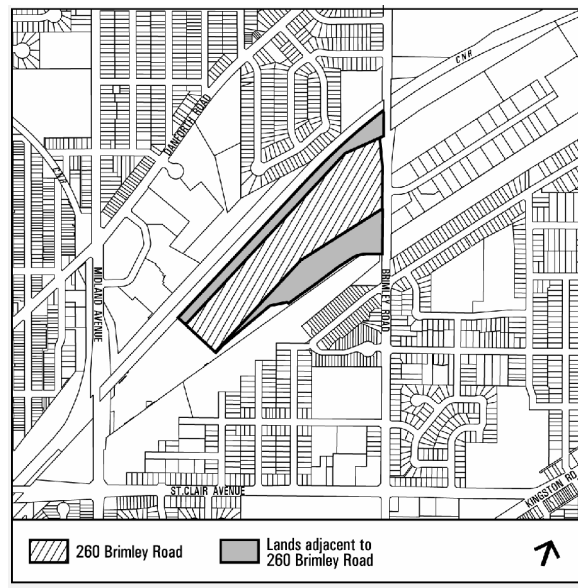 CNR
DANFORTH ROAD
CNR
MIDLAND AVENUE
BRIMLEY ROAD
ST.CLAIR AVENUE
KINGSTON RD
260 Brimley Road
Lands adjacent to
260 Brimley Road